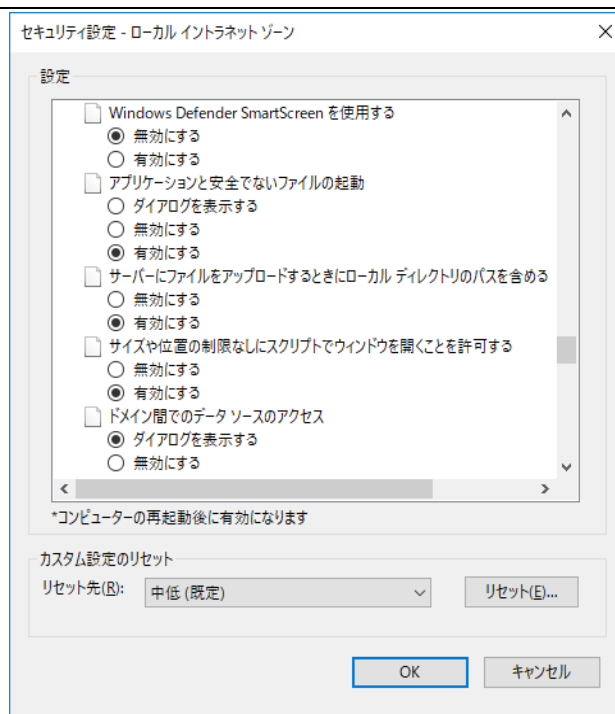 セキュリティ設定 - ローカル イントラネット ゾーン
設定
Windows Defender SmartScreen を使用する
無効にする
有効にする
アプリケーションと安全でないファイルの起動
ダイアログを表示する
無効にする
有効にする
サーバーにファイルをアップロードするときにローカル ディレクトリのパスを含める
無効にする
有効にする
サイズや位置の制限なしにスクリプトでウィンドウを開くことを許可する
無効にする
有効にする
ドメイン間でのデータ ソースのアクセス
ダイアログを表示する
無効にする
*コンピューターの再起動後に有効になります
カスタム設定のリセット
リセット先(R): 中低 (既定) リセット(E)...
OK キャンセル